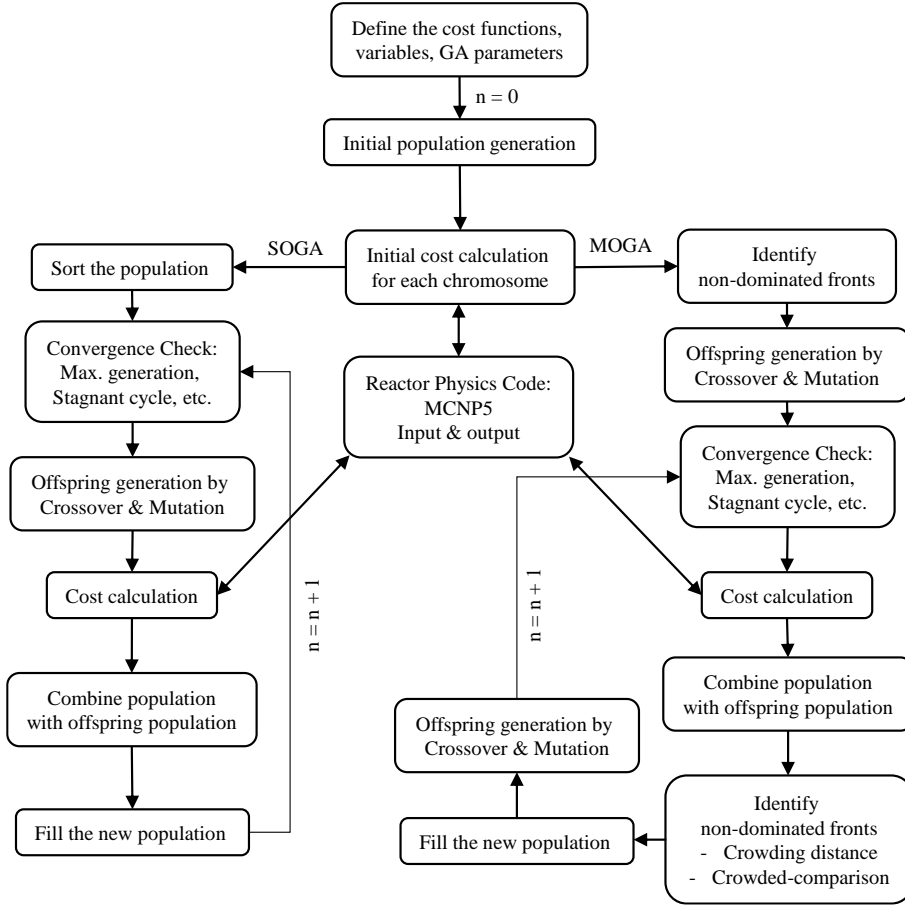 Define the cost functions,
variables, GA parameters
n = 0
Initial population generation
SOGA
MOGA
Initial cost calculation
for each chromosome
Sort the population
Identify
non-dominated fronts
Convergence Check:
Max. generation,
Stagnant cycle, etc.
Reactor Physics Code:
MCNP5
Input & output
Offspring generation by
Crossover & Mutation
Offspring generation by
Crossover & Mutation
Convergence Check:
Max. generation,
Stagnant cycle, etc.
Cost calculation
n = n + 1
n = n + 1
Cost calculation
Combine population
with offspring population
Offspring generation by
Crossover & Mutation
Combine population
with offspring population
Fill the new population
Fill the new population
Identify
non-dominated fronts
- Crowding distance
- Crowded-comparison